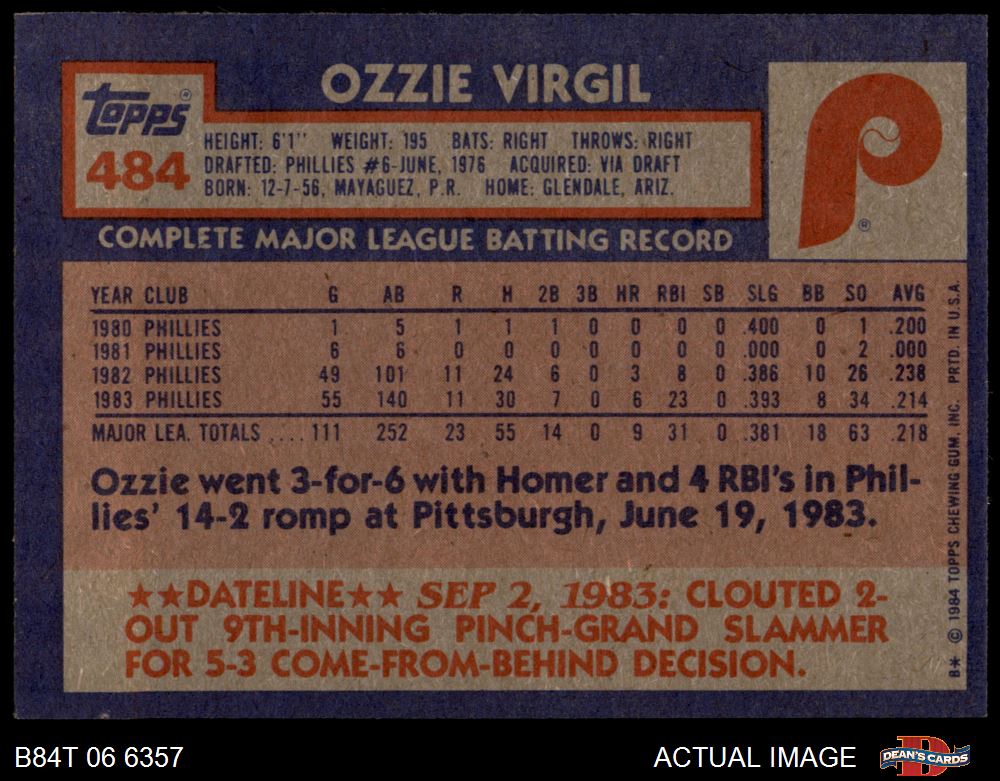 OZZIE VIRGIL
TOPPS®
484
HEIGHT: 6'1" WEIGHT: 195 BATS: RIGHT THROWS: RIGHT
DRAFTED: PHILLIES #6-JUNE, 1976 ACQUIRED: VIA DRAFT
BORN: 12-7-56, MAYAGUEZ, P.R. HOME: GLENDALE, ARIZ.
P ®
COMPLETE MAJOR LEAGUE BATTING RECORD
YEAR CLUB G AB R H 2B 3B HR RBI SB SLG BB SO AVG
1980 PHILLIES 1 5 1 1 1 0 0 0 0 .400 0 1 .200
1981 PHILLIES 6 6 0 0 0 0 0 0 0 .000 0 2 .000
1982 PHILLIES 49 101 11 24 6 0 3 8 0 .386 10 26 .238
1983 PHILLIES 55 140 11 30 7 0 6 23 0 .393 8 34 .214
MAJOR LEA. TOTALS .... 111 252 23 55 14 0 9 31 0 .381 18 63 .218
Ozzie went 3-for-6 with Homer and 4 RBI's in Phil-
lies' 14-2 romp at Pittsburgh, June 19, 1983.
★★DATELINE★★ SEP 2, 1983: CLOUTED 2-
OUT 9TH-INNING PINCH-GRAND SLAMMER
FOR 5-3 COME-FROM-BEHIND DECISION.
B* © 1984 TOPPS CHEWING GUM, INC. PRTD. IN U.S.A.
B84T 06 6357
ACTUAL IMAGE
DEAN'S CARDS